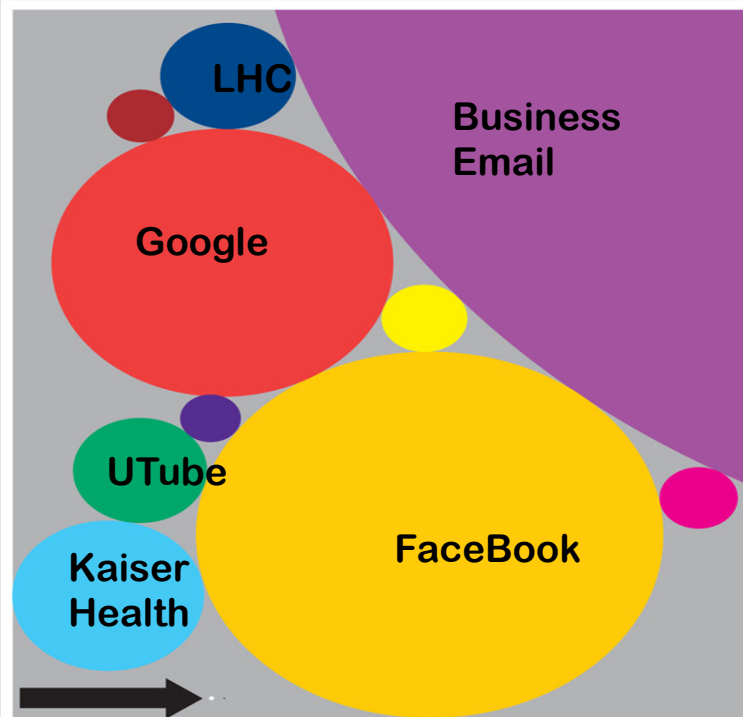 LHC
Business
Email
Google
UTube
FaceBook
Kaiser
Health